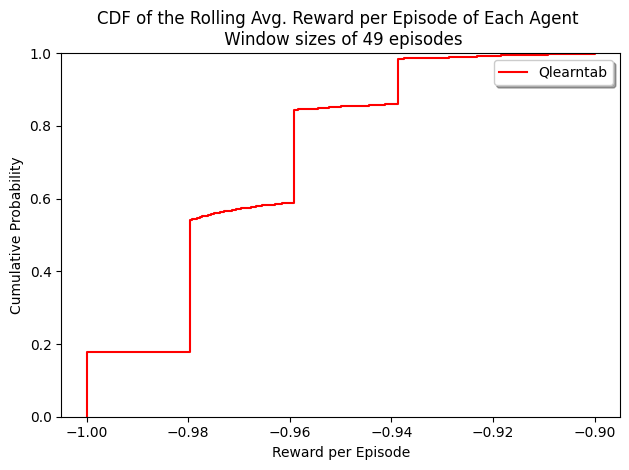 CDF of the Rolling Avg. Reward per Episode of Each Agent
Window sizes of 49 episodes
Qlearntab
Cumulative Probability
1.0
0.8
0.6
0.4
0.2
0.0
−1.00 −0.98 −0.96 −0.94 −0.92 −0.90
Reward per Episode